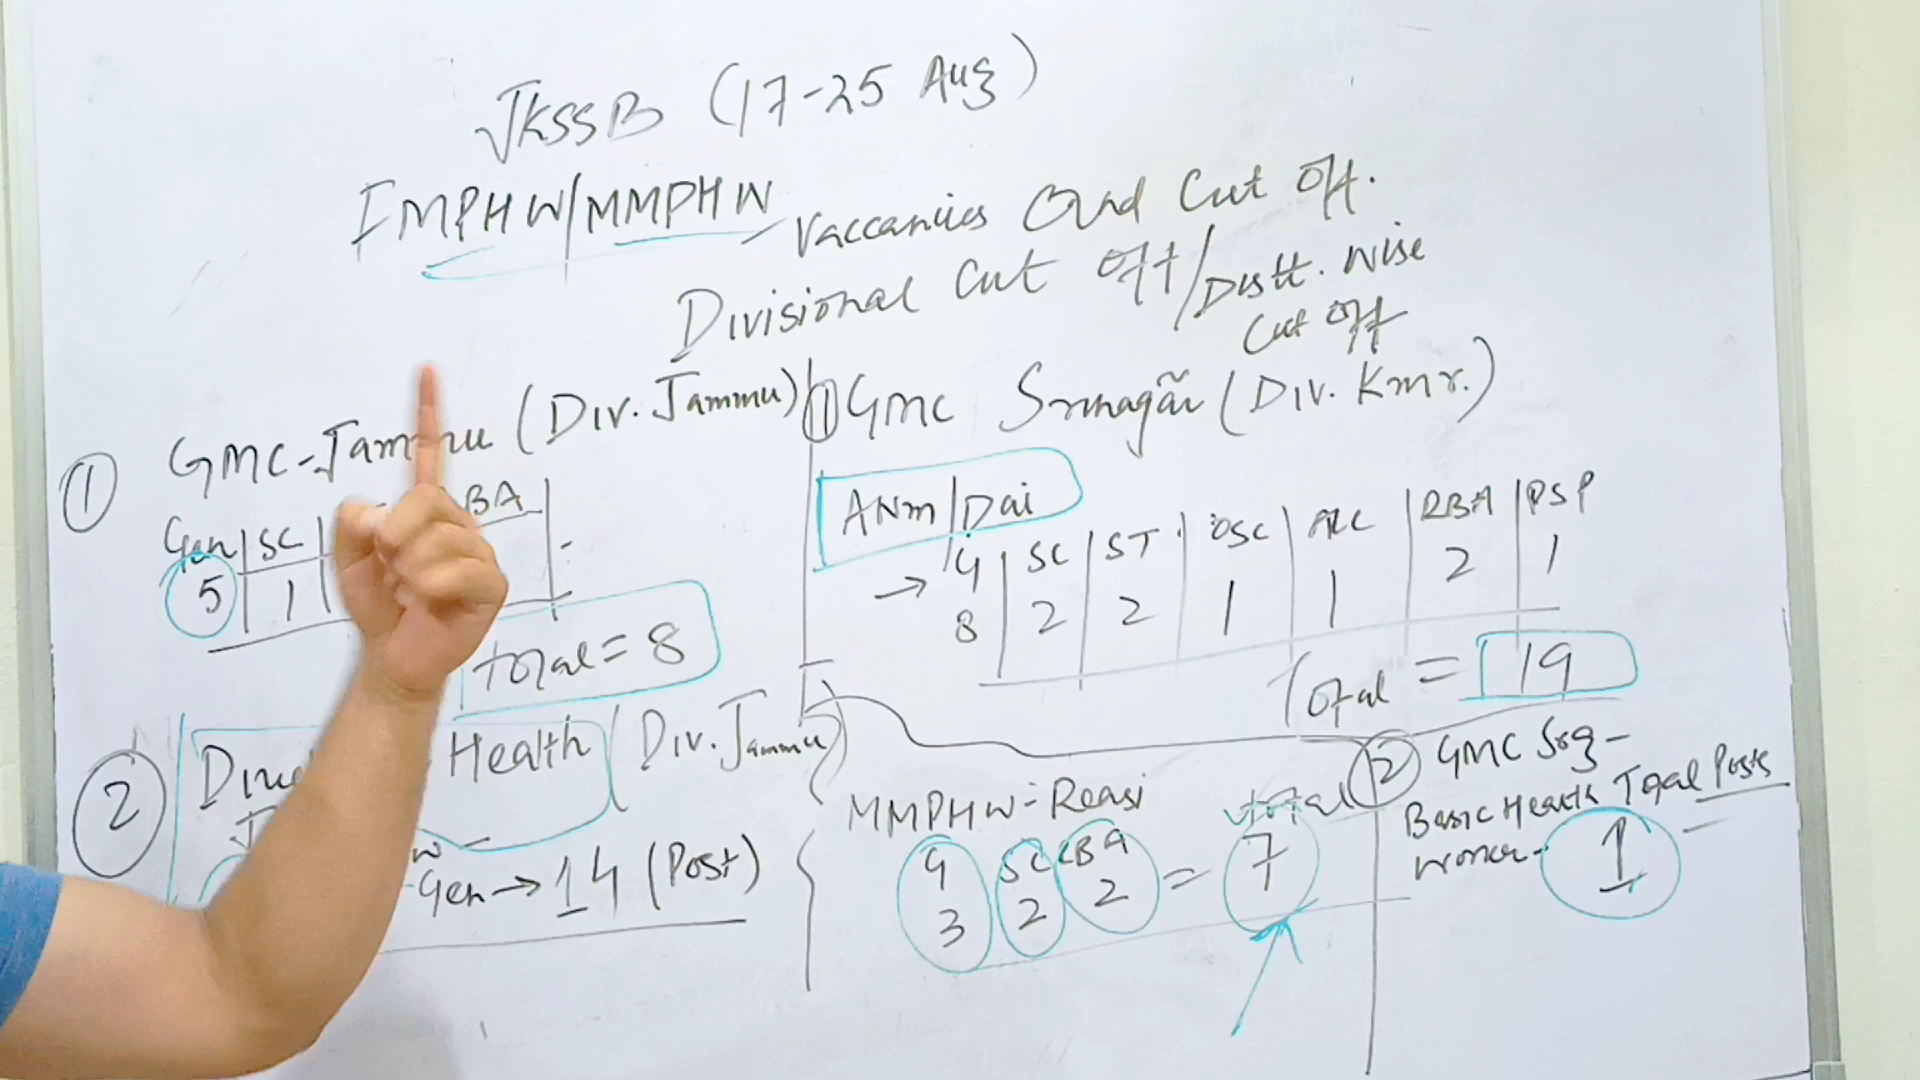 JKSSB (17-25 Aug)
FMPHW/MMPHW - Vaccancies And Cut Off.
Divisional Cut Off/Distt. Wise
Cut Off
① GMC-Jammu (Div. Jammu)
Gen SC BA
5 1
total = 8
② Health (Div. Jammu)
Gen → 14 (Post)
① GMC Srinagar (Div. Kmr.)
ANM/Dai
→ G SC ST OSC ALC RBA PSP
8 2 2 1 1 2 1
Total = 19
MMPHW - Reasi total
G SC RBA
3 2 2 = 7
② GMC Srg -
Basic Health Total Posts
Worker - 1